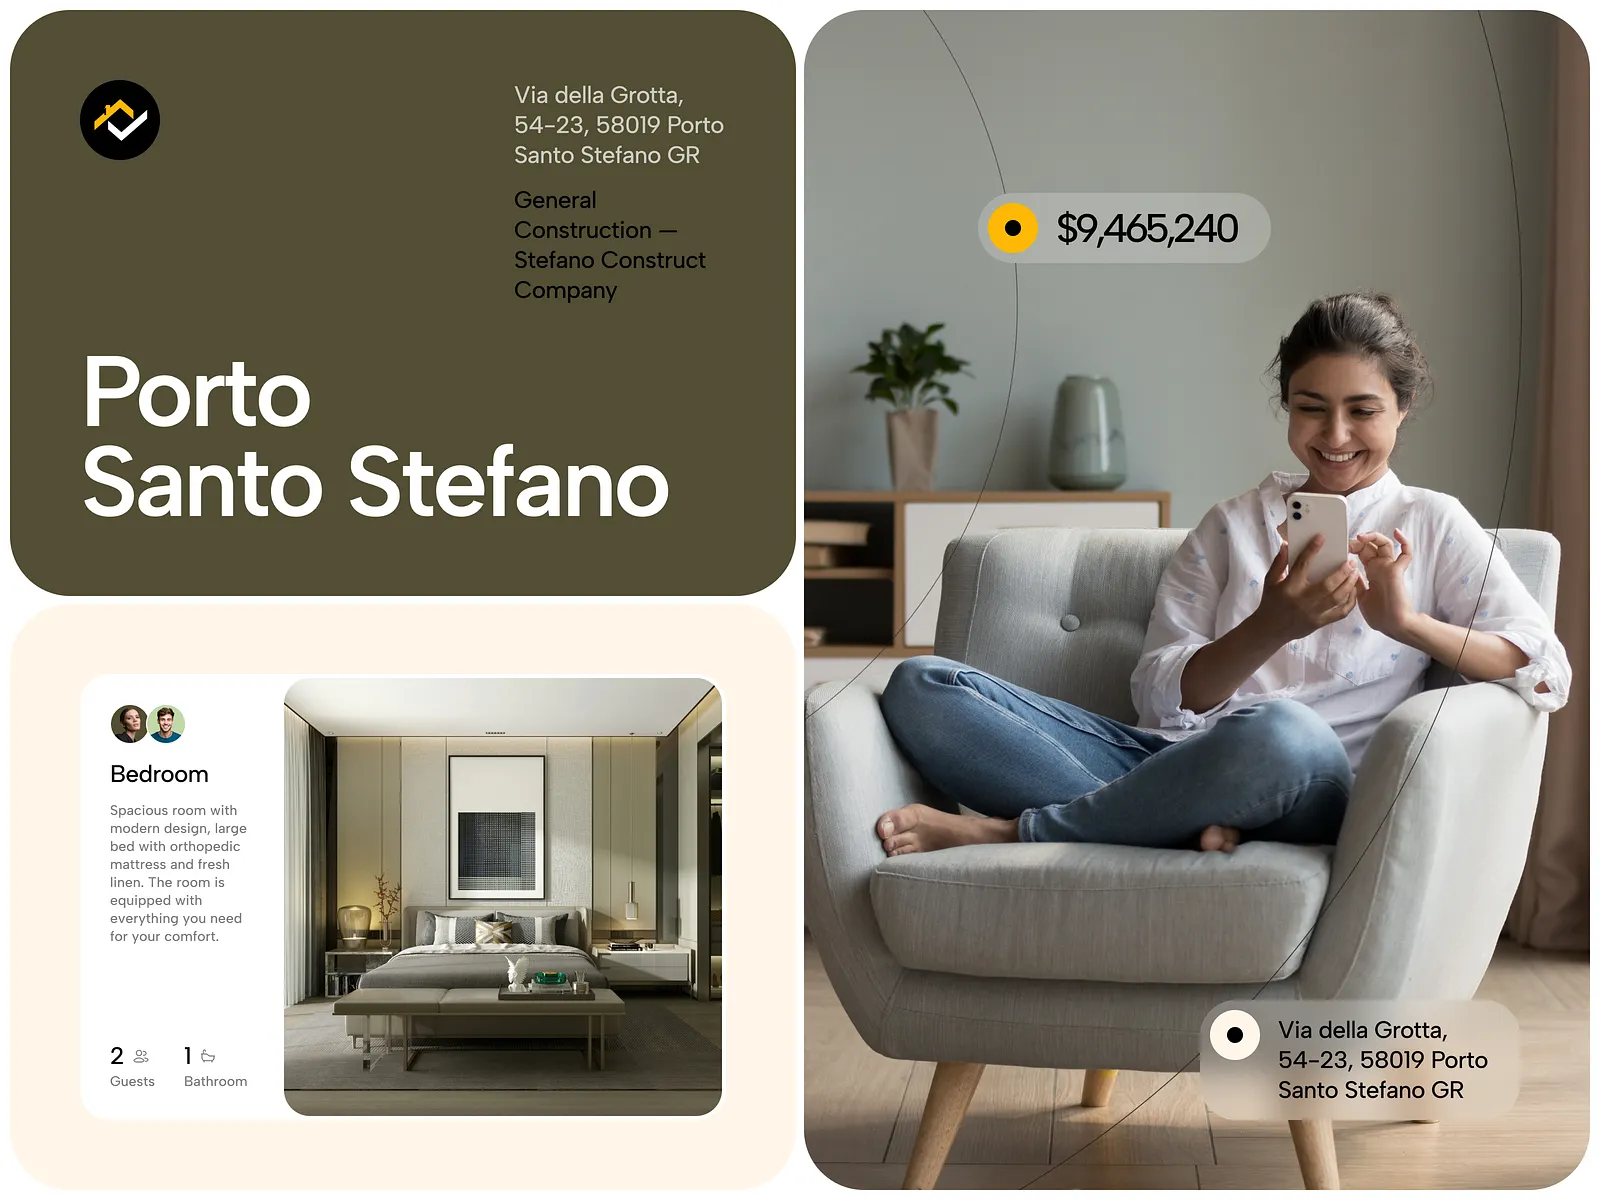 Via della Grotta,
54-23, 58019 Porto
Santo Stefano GR
General
Construction —
Stefano Construct
Company
Porto
Santo Stefano
Bedroom
Spacious room with
modern design, large
bed with orthopedic
mattress and fresh
linen. The room is
equipped with
everything you need
for your comfort.
2
Guests
1
Bathroom
$9,465,240
Via della Grotta,
54-23, 58019 Porto
Santo Stefano GR